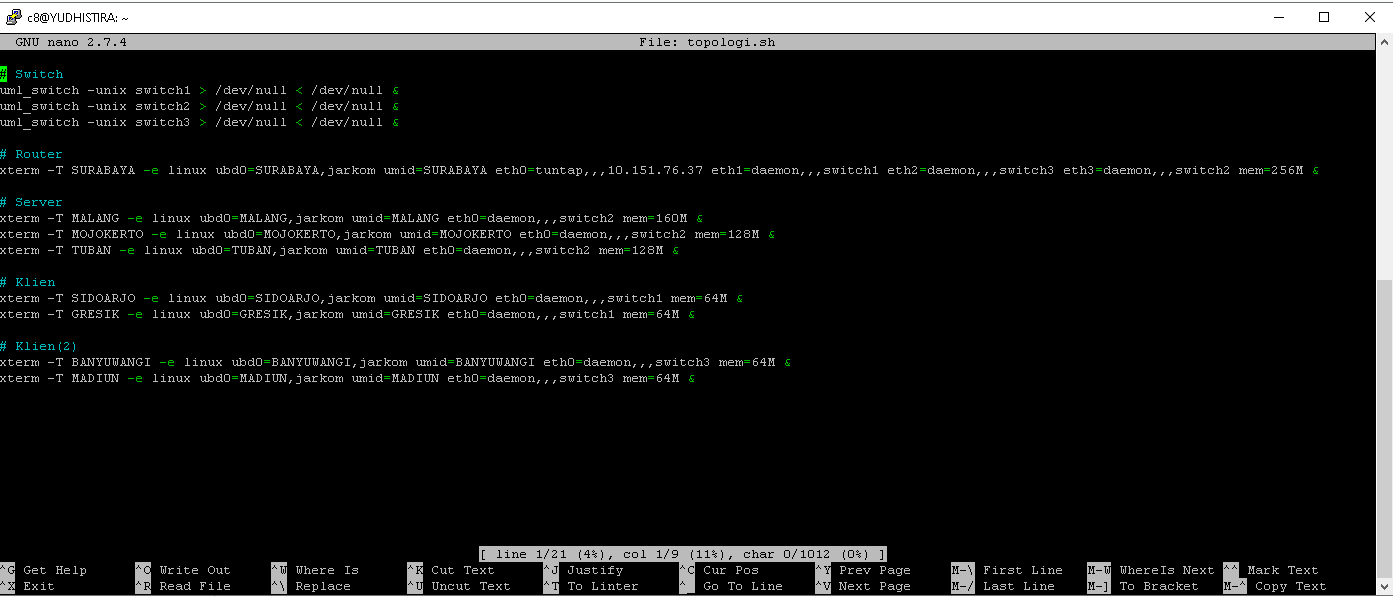 c8@YUDHISTIRA: ~
GNU nano 2.7.4 File: topologi.sh
# Switch
uml_switch -unix switch1 > /dev/null < /dev/null &
uml_switch -unix switch2 > /dev/null < /dev/null &
uml_switch -unix switch3 > /dev/null < /dev/null &
# Router
xterm -T SURABAYA -e linux ubd0=SURABAYA,jarkom umid=SURABAYA eth0=tuntap,,,10.151.76.37 eth1=daemon,,,switch1 eth2=daemon,,,switch3 eth3=daemon,,,switch2 mem=256M &
# Server
xterm -T MALANG -e linux ubd0=MALANG,jarkom umid=MALANG eth0=daemon,,,switch2 mem=160M &
xterm -T MOJOKERTO -e linux ubd0=MOJOKERTO,jarkom umid=MOJOKERTO eth0=daemon,,,switch2 mem=128M &
xterm -T TUBAN -e linux ubd0=TUBAN,jarkom umid=TUBAN eth0=daemon,,,switch2 mem=128M &
# Klien
xterm -T SIDOARJO -e linux ubd0=SIDOARJO,jarkom umid=SIDOARJO eth0=daemon,,,switch1 mem=64M &
xterm -T GRESIK -e linux ubd0=GRESIK,jarkom umid=GRESIK eth0=daemon,,,switch1 mem=64M &
# Klien(2)
xterm -T BANYUWANGI -e linux ubd0=BANYUWANGI,jarkom umid=BANYUWANGI eth0=daemon,,,switch3 mem=64M &
xterm -T MADIUN -e linux ubd0=MADIUN,jarkom umid=MADIUN eth0=daemon,,,switch3 mem=64M &
[ line 1/21 (4%), col 1/9 (11%), char 0/1012 (0%) ]
^G Get Help ^O Write Out ^W Where Is ^K Cut Text ^J Justify ^C Cur Pos ^Y Prev Page M-\ First Line M-W WhereIs Next ^^ Mark Text
^X Exit ^R Read File ^\ Replace ^U Uncut Text ^T To Linter ^_ Go To Line ^V Next Page M-/ Last Line M-] To Bracket M-^ Copy Text